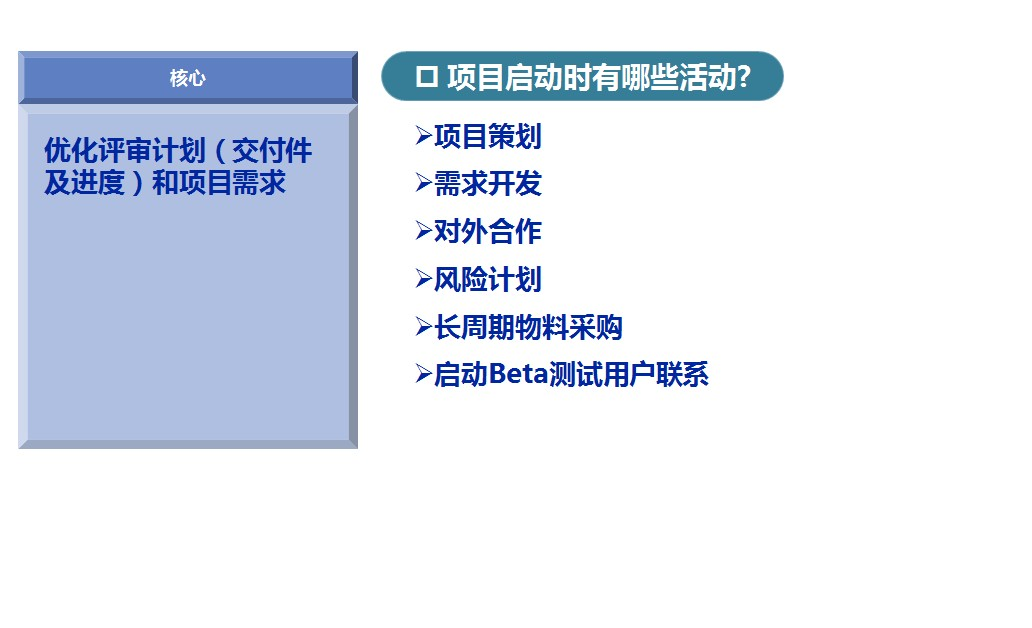 核心
优化评审计划（交付件
及进度）和项目需求
口 项目启动时有哪些活动?
➢项目策划
➢需求开发
➢对外合作
➢风险计划
➢长周期物料采购
➢启动Beta测试用户联系